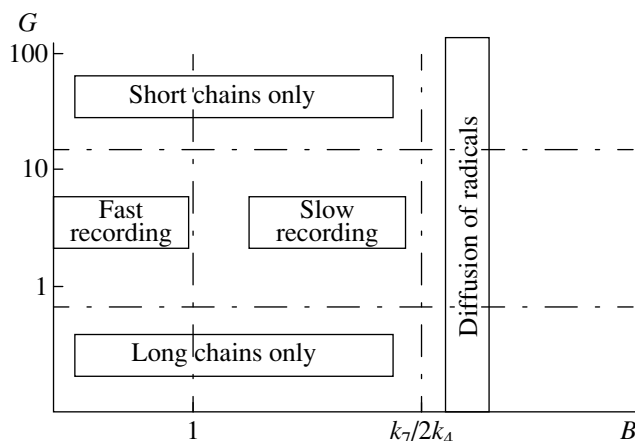 G
100
Short chains only
10
Fast
recording
Slow
recording
Diffusion of radicals
1
Long chains only
1
k₇/2k₄
B